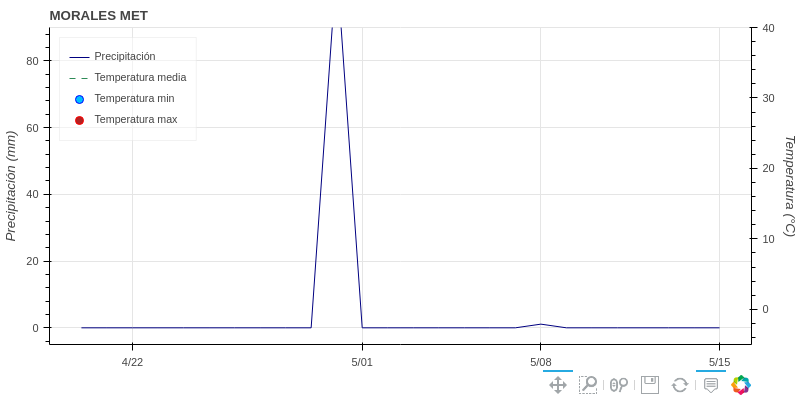 MORALES MET
Precipitación
Temperatura media
Temperatura min
Temperatura max
Precipitación (mm)
80
60
40
20
0
Temperatura (°C)
40
30
20
10
0
4/22
5/01
5/08
5/15